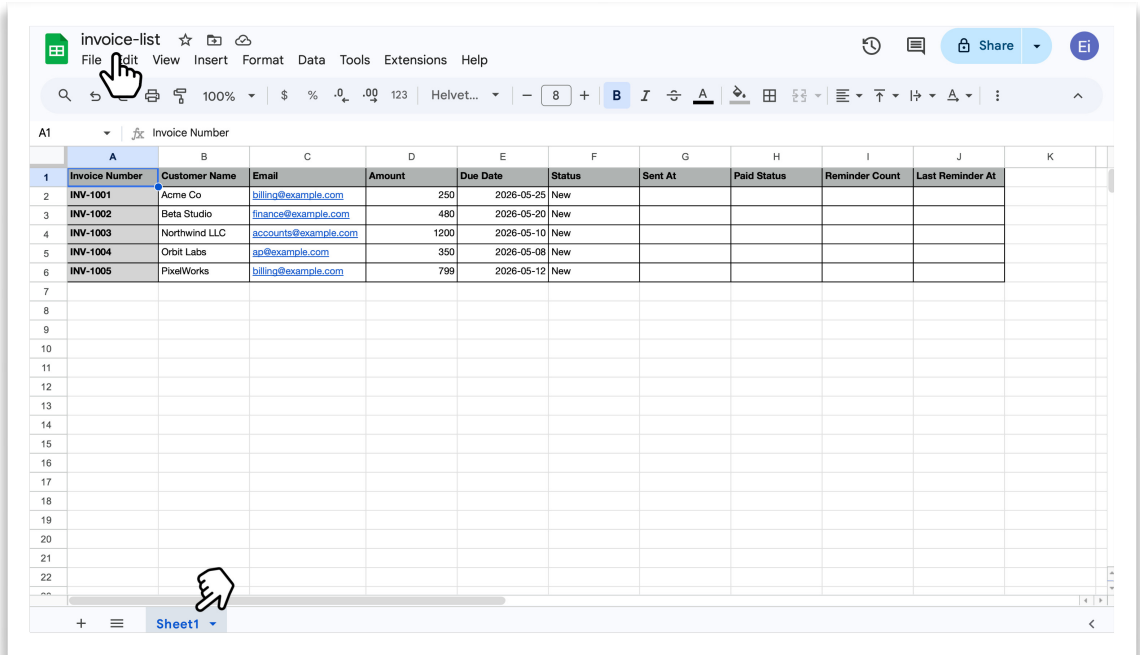 invoice-list
File Edit View Insert Format Data Tools Extensions Help
Share
Ei
100% $ % .0 .00 123 Helvet... 8 B I A
A1 fx Invoice Number
A B C D E F G H I J K
1 Invoice Number Customer Name Email Amount Due Date Status Sent At Paid Status Reminder Count Last Reminder At
2 INV-1001 Acme Co billing@example.com 250 2026-05-25 New
3 INV-1002 Beta Studio finance@example.com 480 2026-05-20 New
4 INV-1003 Northwind LLC accounts@example.com 1200 2026-05-10 New
5 INV-1004 Orbit Labs ap@example.com 350 2026-05-08 New
6 INV-1005 PixelWorks billing@example.com 799 2026-05-12 New
7
8
9
10
11
12
13
14
15
16
17
18
19
20
21
22
Sheet1